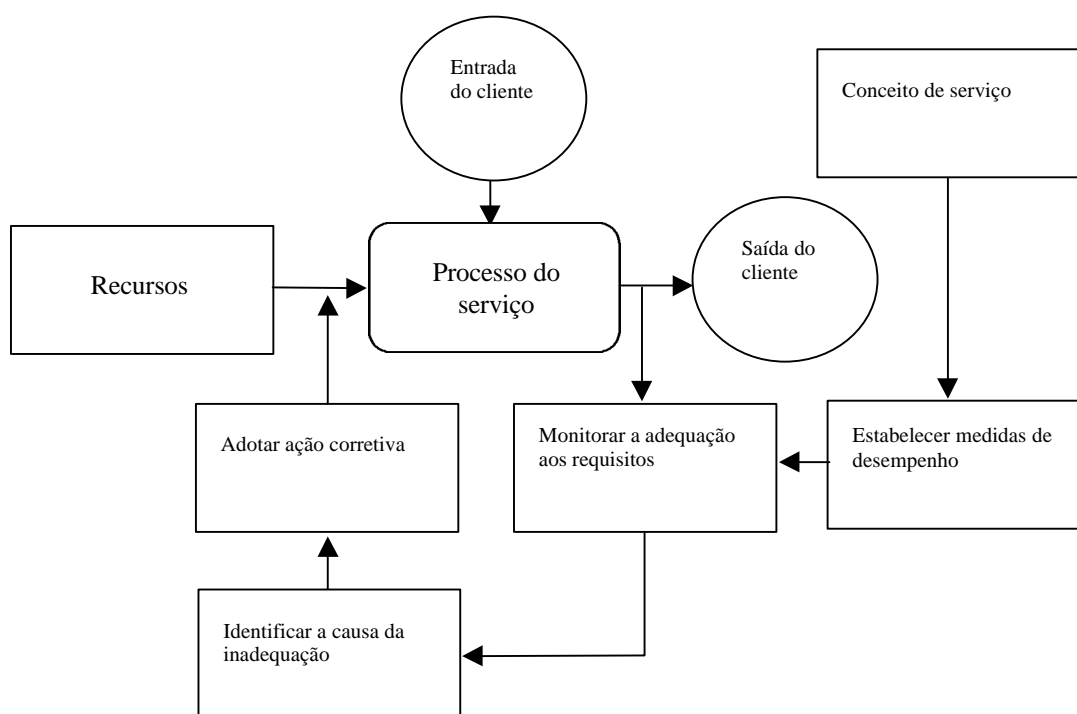 Entrada
do cliente
Conceito de serviço
Recursos
Processo do
serviço
Saída do
cliente
Adotar ação corretiva
Monitorar a adequação
aos requisitos
Estabelecer medidas de
desempenho
Identificar a causa da
inadequação